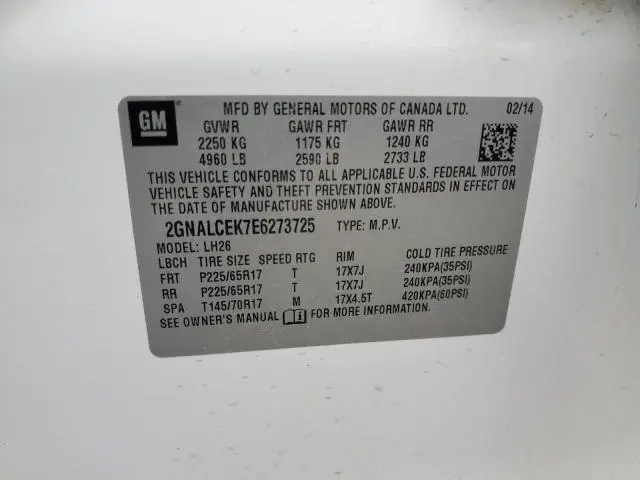 GM
MFD BY GENERAL MOTORS OF CANADA LTD. 02/14
GVWR GAWR FRT GAWR RR
2250 KG 1175 KG 1240 KG
4960 LB 2590 LB 2733 LB
THIS VEHICLE CONFORMS TO ALL APPLICABLE U.S. FEDERAL MOTOR
VEHICLE SAFETY AND THEFT PREVENTION STANDARDS IN EFFECT ON
THE DATE OF MANUFACTURE SHOWN ABOVE.
2GNALCEK7E6273725 TYPE: M.P.V.
MODEL: LH26
LBCH TIRE SIZE SPEED RTG RIM COLD TIRE PRESSURE
FRT P225/65R17 T 17X7J 240KPA(35PSI)
RR P225/65R17 T 17X7J 240KPA(35PSI)
SPA T145/70R17 M 17X4.5T 420KPA(60PSI)
SEE OWNER'S MANUAL FOR MORE INFORMATION.